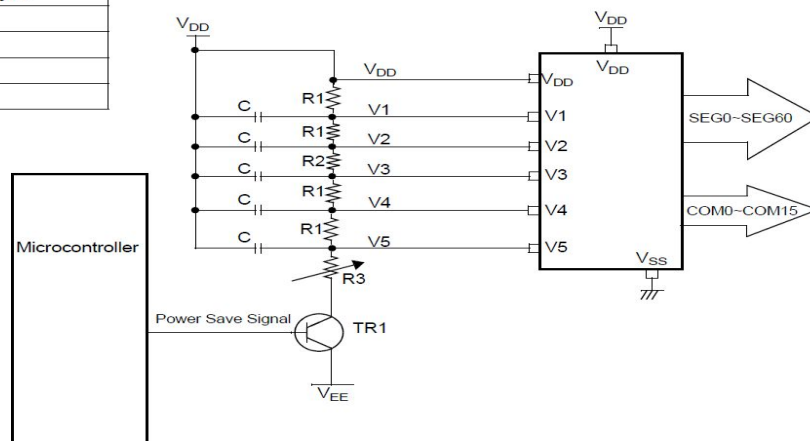 VDD
VDD
VDD
C
R1
V1
C
R1
V2
C
R2
V3
C
R1
V4
C
R1
V5
R3
Microcontroller
Power Save Signal
TR1
VEE
VDD
VDD
V1
V2
V3
V4
V5
VSS
SEG0~SEG60
COM0~COM15